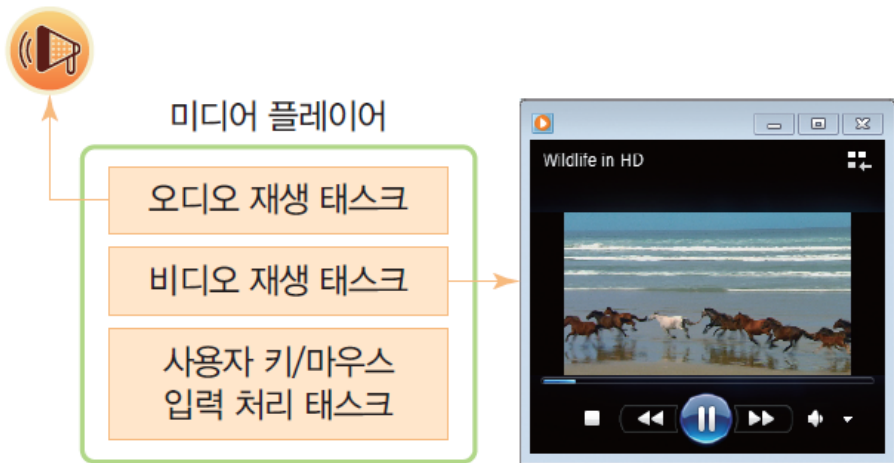 미디어 플레이어
오디오 재생 태스크
비디오 재생 태스크
사용자 키/마우스
입력 처리 태스크
Wildlife in HD